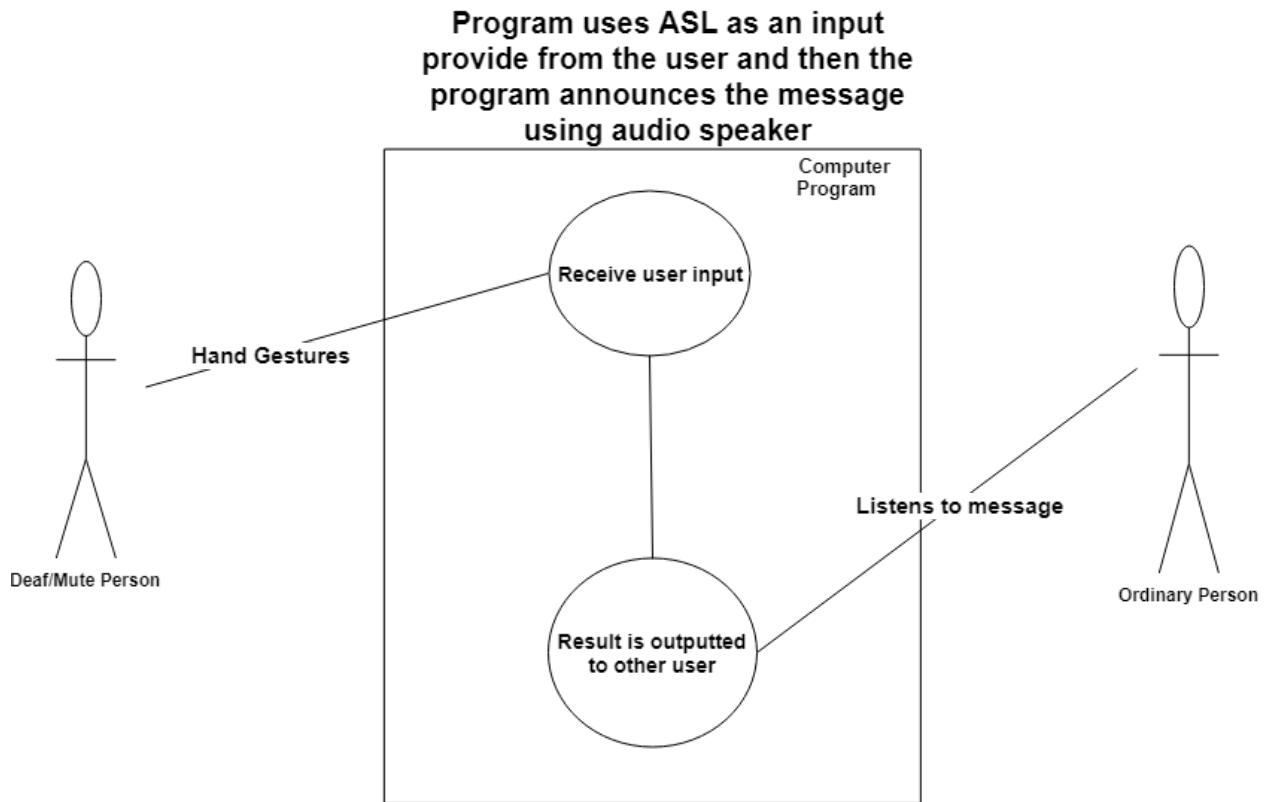 Program uses ASL as an input
provide from the user and then the
program announces the message
using audio speaker
Computer
Program
Receive user input
Hand Gestures
Listens to message
Deaf/Mute Person
Ordinary Person
Result is outputted
to other user